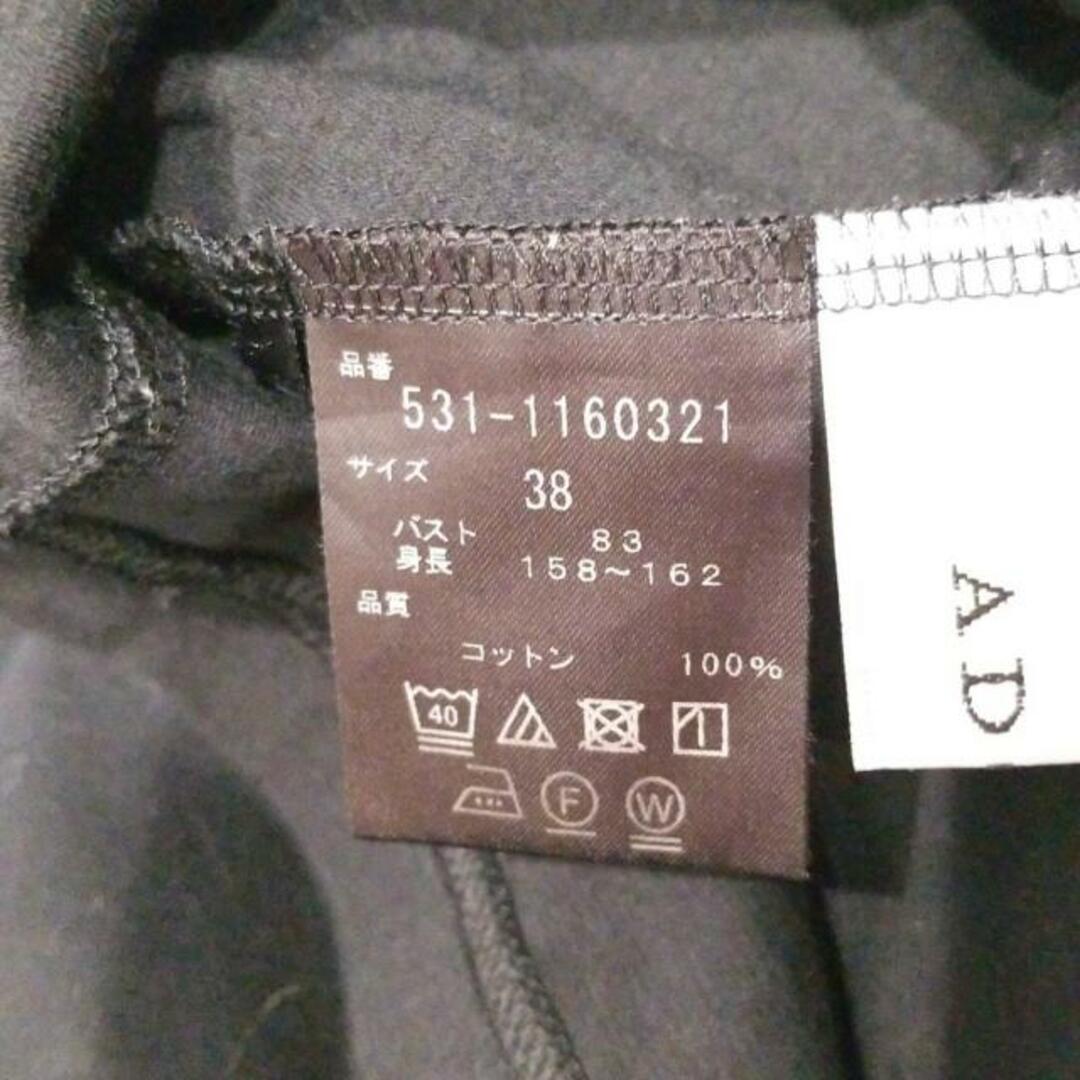 品番
531-1160321
サイズ
38
バスト 83
身長 158〜162
品質
コットン 100%
40
F W
A D